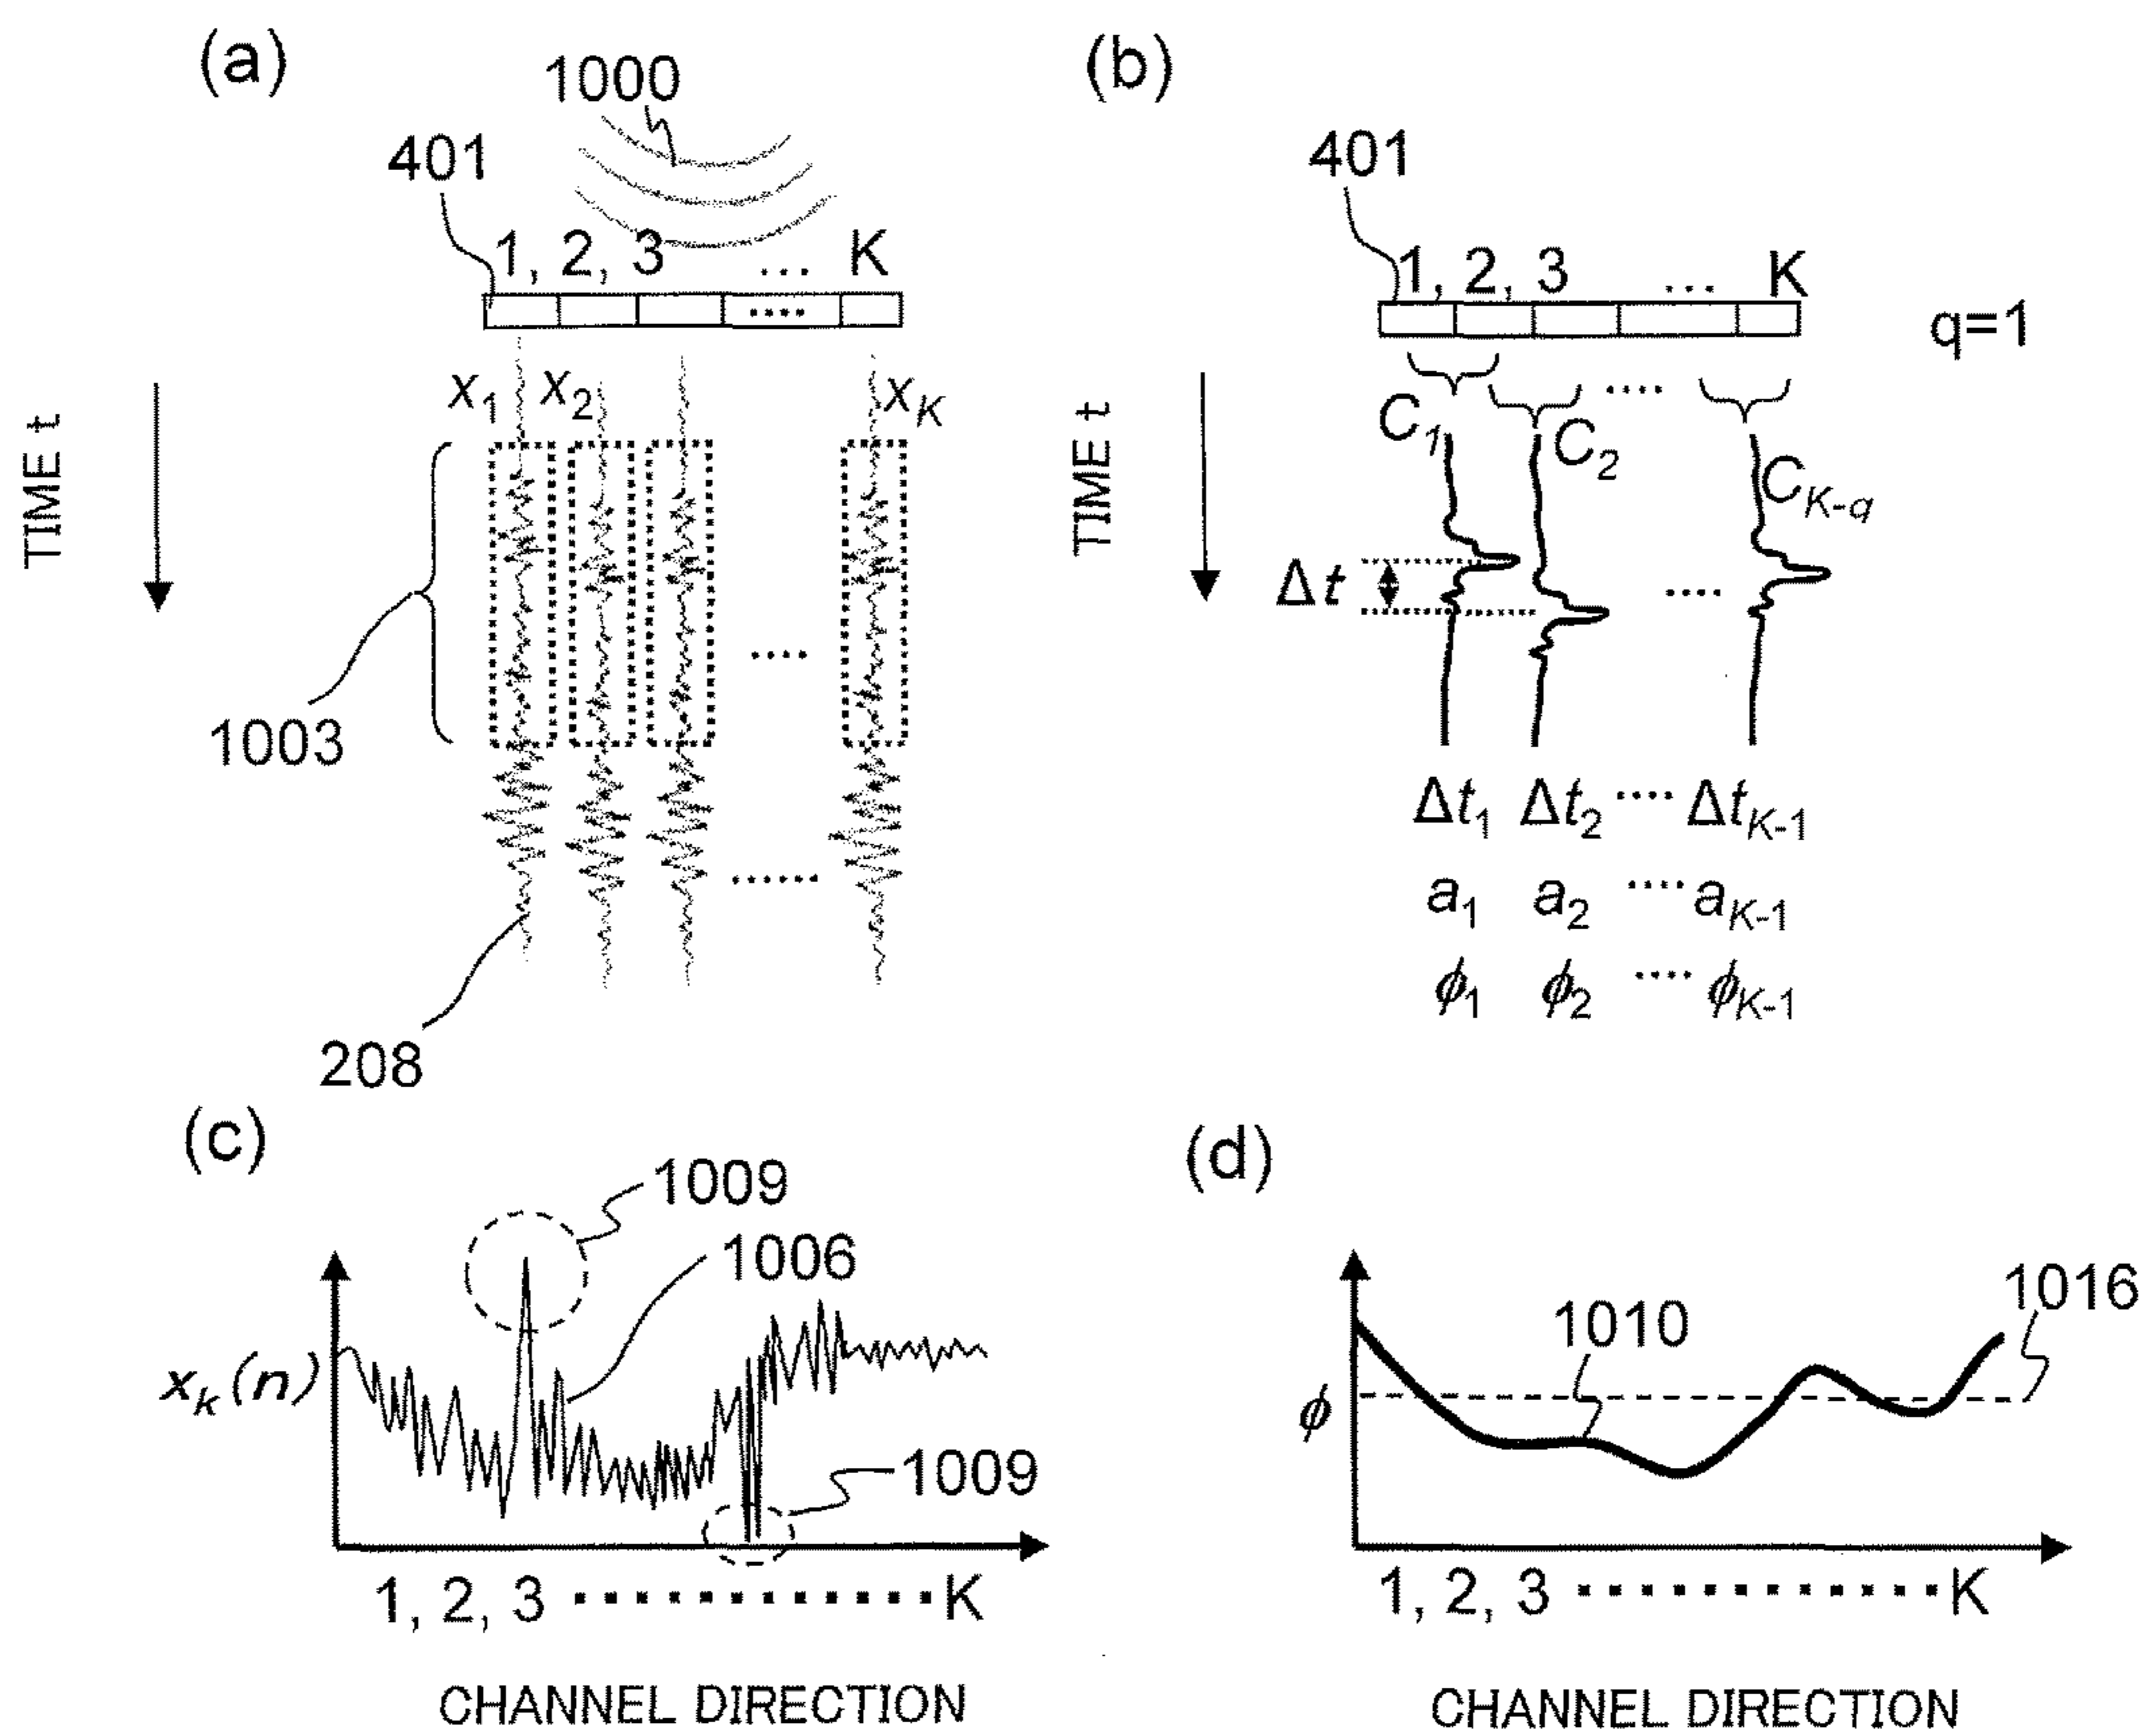 (a)
1000
401
1, 2, 3 ... K
x1 x2 xK
TIME t
1003
....
......
208
(b)
401
1, 2, 3 ... K
q=1
TIME t
C1 C2 .... CK-q
Δt
....
Δt1 Δt2 .... ΔtK-1
a1 a2 .... aK-1
ϕ1 ϕ2 .... ϕK-1
(c)
1009
1006
xk(n)
1009
1, 2, 3 ............ K
CHANNEL DIRECTION
(d)
1016
1010
ϕ
1, 2, 3 ............ K
CHANNEL DIRECTION